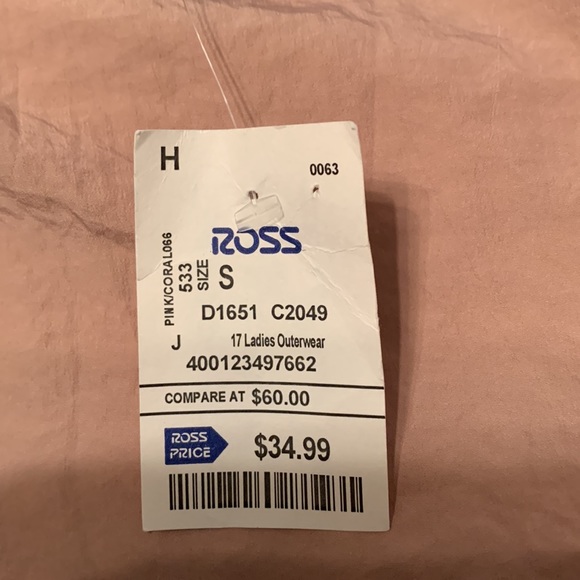 H
0063
ROSS
PINK/CORAL066
533
SIZE
S
D1651 C2049
J
17 Ladies Outerwear
400123497662
COMPARE AT $60.00
ROSS
PRICE
$34.99